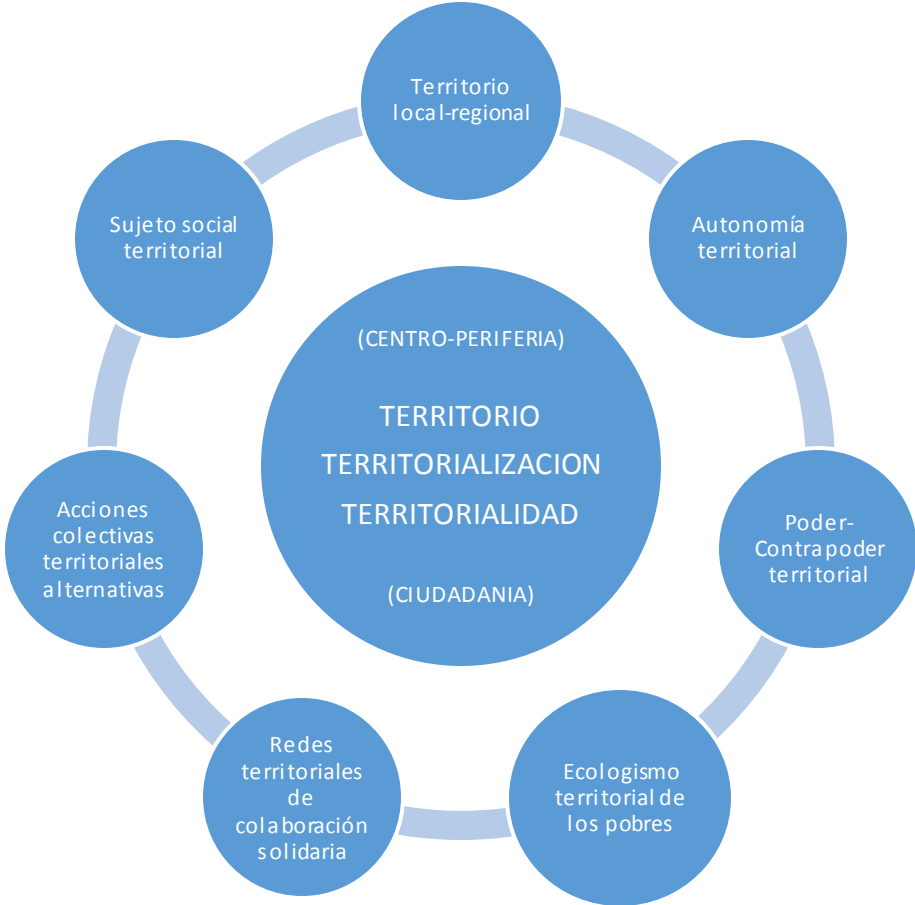 Territorio
local-regional
Autonomía
territorial
Poder-
Contrapoder
territorial
Ecologismo
territorial de
los pobres
Redes
territoriales
de
colaboración
solidaria
Acciones
colectivas
territoriales
alternativas
Sujeto social
territorial
(CENTRO-PERIFERIA)
TERRITORIO
TERRITORIALIZACION
TERRITORIALIDAD
(CIUDADANIA)